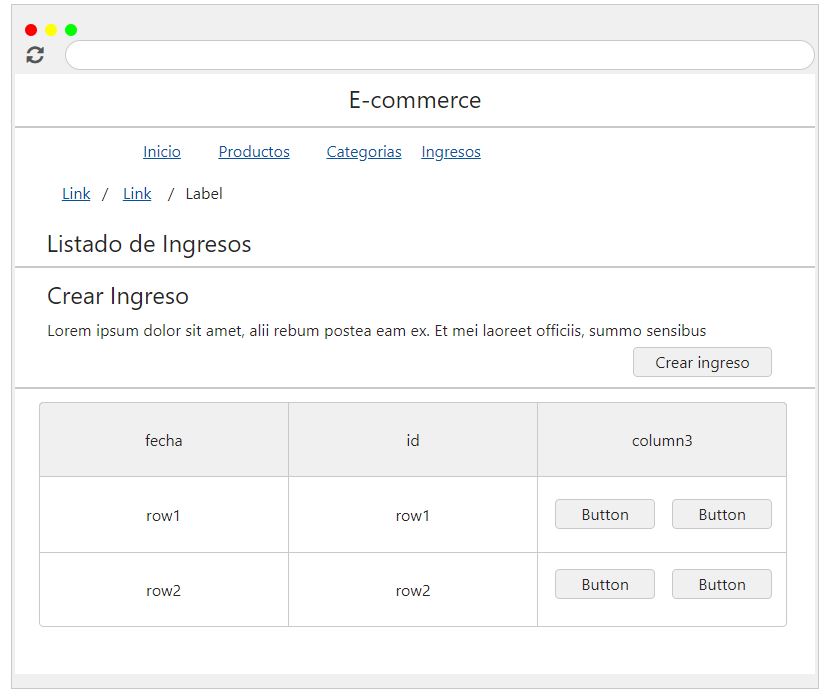 E-commerce
Inicio Productos Categorias Ingresos
Link / Link / Label
Listado de Ingresos
Crear Ingreso
Lorem ipsum dolor sit amet, alii rebum postea eam ex. Et mei laoreet officiis, summo sensibus
Crear ingreso
fecha id column3
row1 row1 Button Button
row2 row2 Button Button